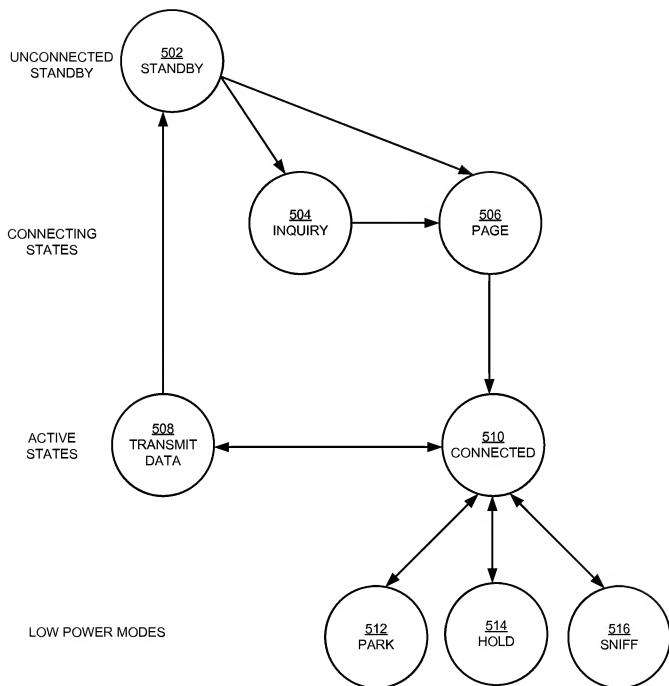 UNCONNECTED
STANDBY
502
STANDBY
CONNECTING
STATES
504
INQUIRY
506
PAGE
ACTIVE
STATES
508
TRANSMIT
DATA
510
CONNECTED
LOW POWER MODES
512
PARK
514
HOLD
516
SNIFF